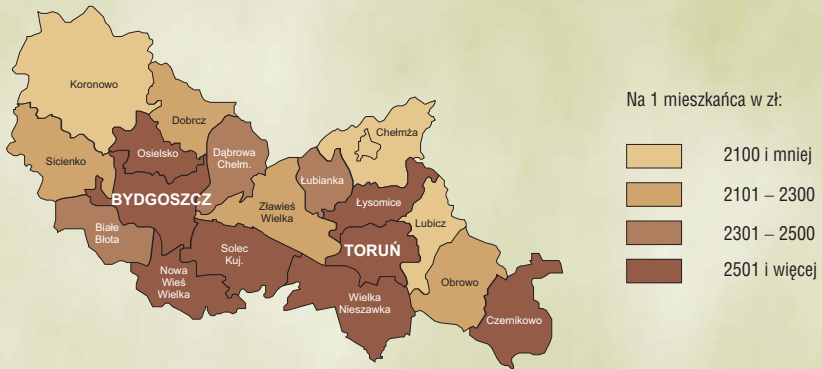 Koronowo
Dobrcz
Sicienko
Osielsko
Dąbrowa
Chełm.
Chełmża
Łubianka
BYDGOSZCZ
Łysomice
Zławieś
Wielka
Lubicz
Białe
Błota
Solec
Kuj.
TORUŃ
Nowa
Wieś
Wielka
Obrowo
Wielka
Nieszawka
Czernikowo
Na 1 mieszkańca w zł:
2100 i mniej
2101 – 2300
2301 – 2500
2501 i więcej